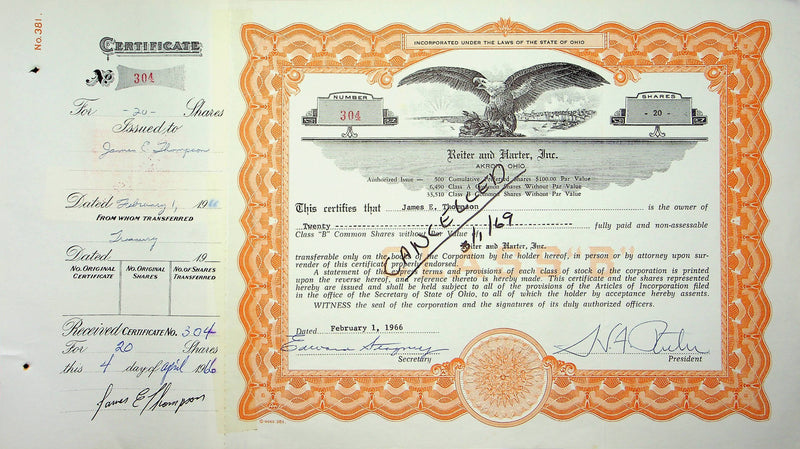 No. 381.
CERTIFICATE
No 304
For -20- Shares
Issued to
James E. Thompson
Dated February 1, 19 66
FROM WHOM TRANSFERRED
Treasury
Dated 19
NO. ORIGINAL CERTIFICATE
NO. ORIGINAL SHARES
NO. OF SHARES TRANSFERRED
Received CERTIFICATE NO. 304
For 20 Shares
this 4 day of april 1966
James E Thompson
INCORPORATED UNDER THE LAWS OF THE STATE OF OHIO
NUMBER
304
SHARES
- 20 -
Reiter and Harter, Inc.
AKRON, OHIO
Authorized Issue — 500 Cumulative Preferred Shares $100.00 Par Value
6,490 Class A Common Shares Without Par Value
33,510 Class B Common Shares Without Par Value
This certifies that James E. Thompson is the owner of
Twenty fully paid and non-assessable
Class "B" Common Shares without Par Value of
Reiter and Harter, Inc.
CLASS "B"
transferable only on the books of the Corporation by the holder hereof, in person or by attorney upon sur-
render of this certificate properly endorsed.
A statement of the express terms and provisions of each class of stock of the corporation is printed
upon the reverse hereof, and reference thereto is hereby made. This certificate and the shares represented
hereby are issued and shall be held subject to all of the provisions of the Articles of Incorporation filed
in the office of the Secretary of State of Ohio, to all of which the holder by acceptance hereby assents.
WITNESS the seal of the corporation and the signatures of its duly authorized officers.
CANCELLED
3/1/69
Dated February 1, 1966
Secretary
President